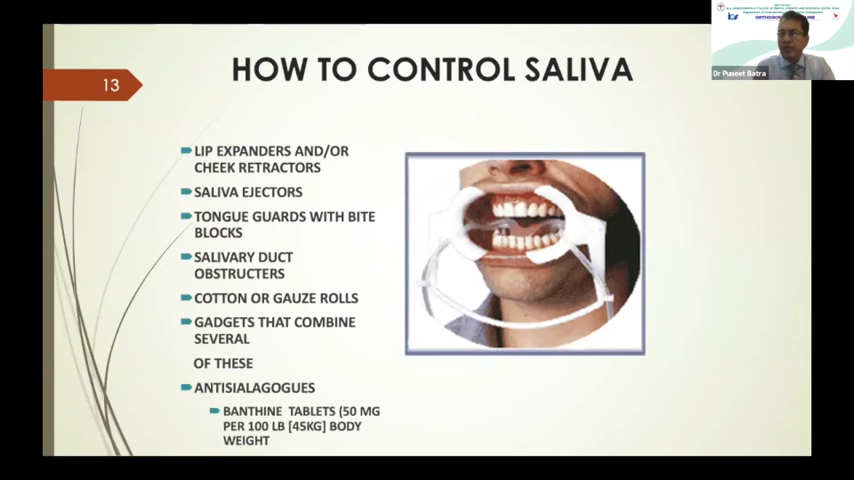 13
HOW TO CONTROL SALIVA
LIP EXPANDERS AND/OR
CHEEK RETRACTORS
SALIVA EJECTORS
TONGUE GUARDS WITH BITE
BLOCKS
SALIVARY DUCT
OBSTRUCTERS
COTTON OR GAUZE ROLLS
GADGETS THAT COMBINE
SEVERAL
OF THESE
ANTISIALAGOGUES
BANTHINE TABLETS (50 MG
PER 100 LB [45KG] BODY
WEIGHT
Dr Puneet Batra